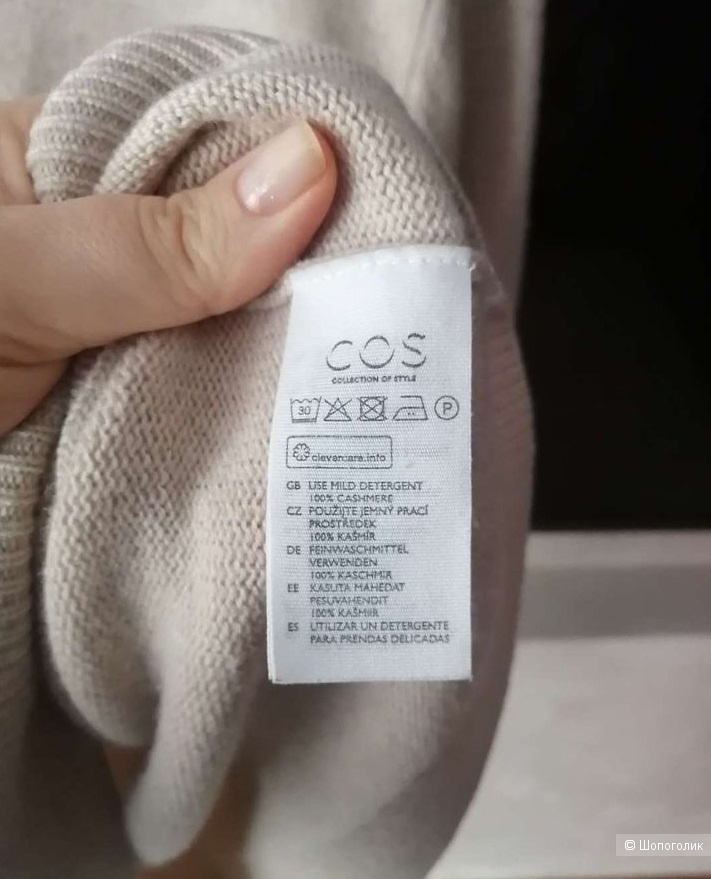 COS
COLLECTION OF STYLE
30
P
clevercare.info
GB USE MILD DETERGENT
100% CASHMERE
CZ POUŽIJTE JEMNÝ PRACÍ
PROSTŘEDEK
100% KAŠMÍR
DE FEINWASCHMITTEL
VERWENDEN
100% KASCHMIR
EE KASUTA MAHEDAT
PESUVAHENDIT
100% KAŠMIIR
ES UTILIZAR UN DETERGENTE
PARA PRENDAS DELICADAS
© Шопоголик